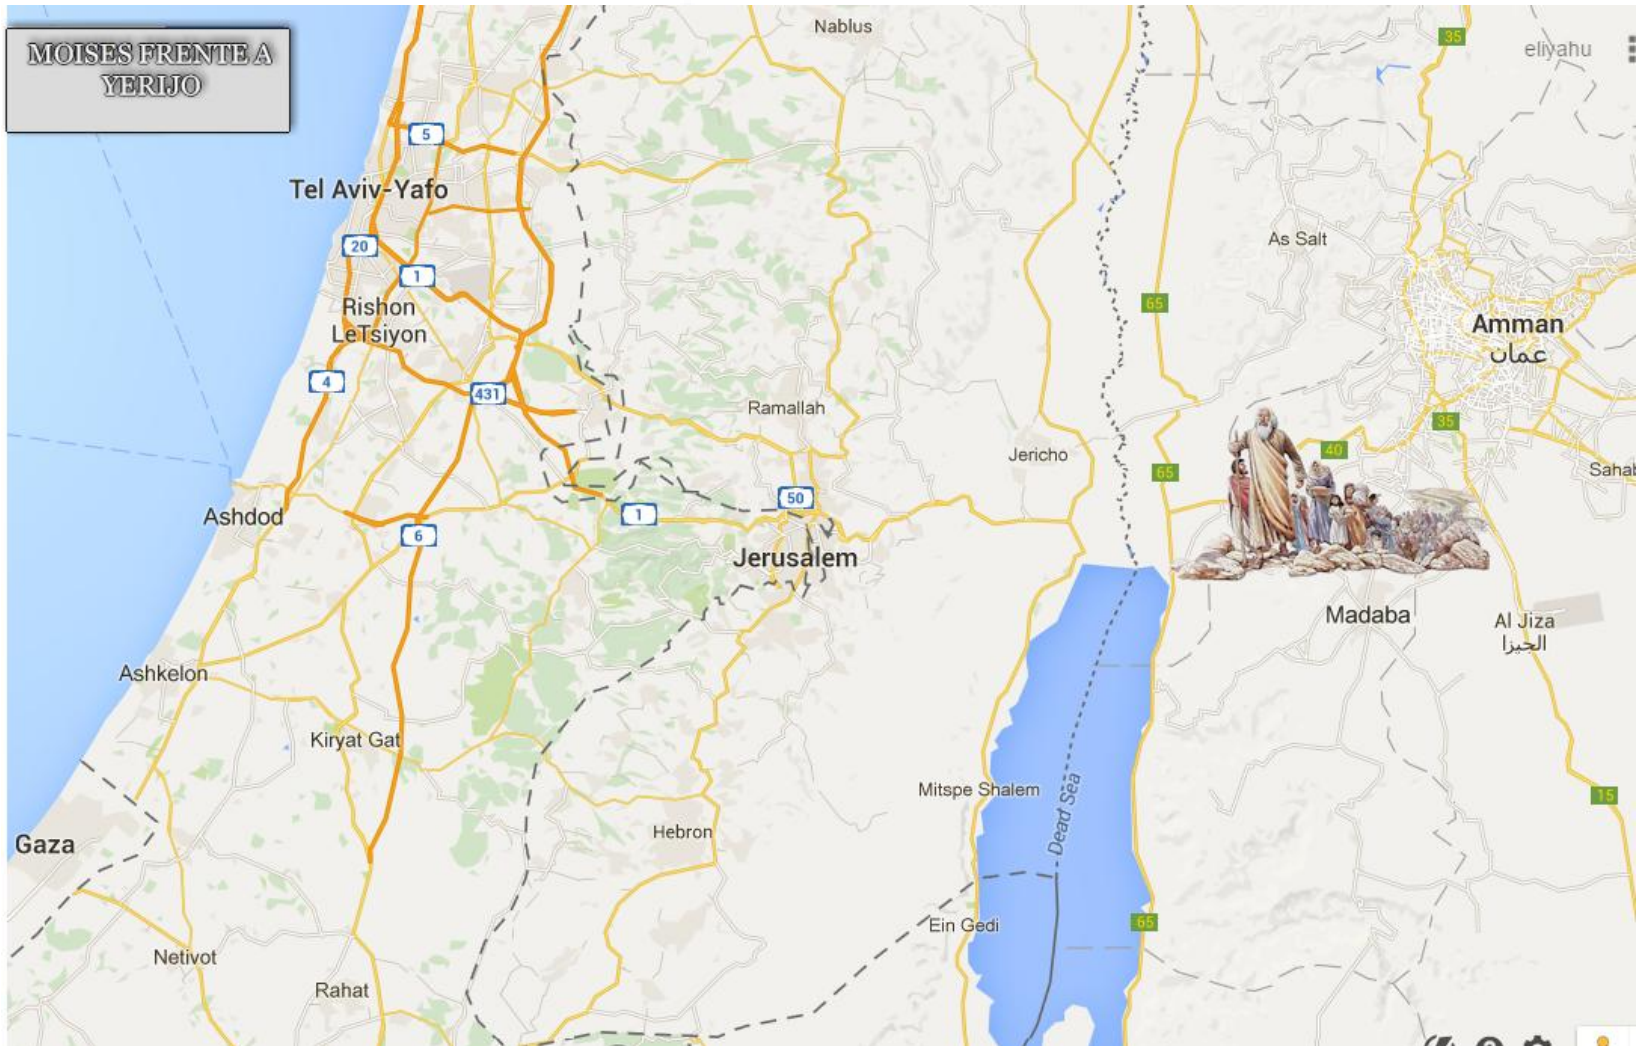 MOISES FRENTE A
YERIJO
Nablus
35
eliyahu
5
Tel Aviv-Yafo
20
1
As Salt
65
Rishon
LeTsiyon
Amman
عمان
4
431
Ramallah
35
40
Jericho
65
Sahab
50
Ashdod
1
6
Jerusalem
Madaba
Al Jiza
الجيزا
Ashkelon
Kiryat Gat
Mitspe Shalem
Dead Sea
15
Hebron
Gaza
Ein Gedi
65
Netivot
Rahat